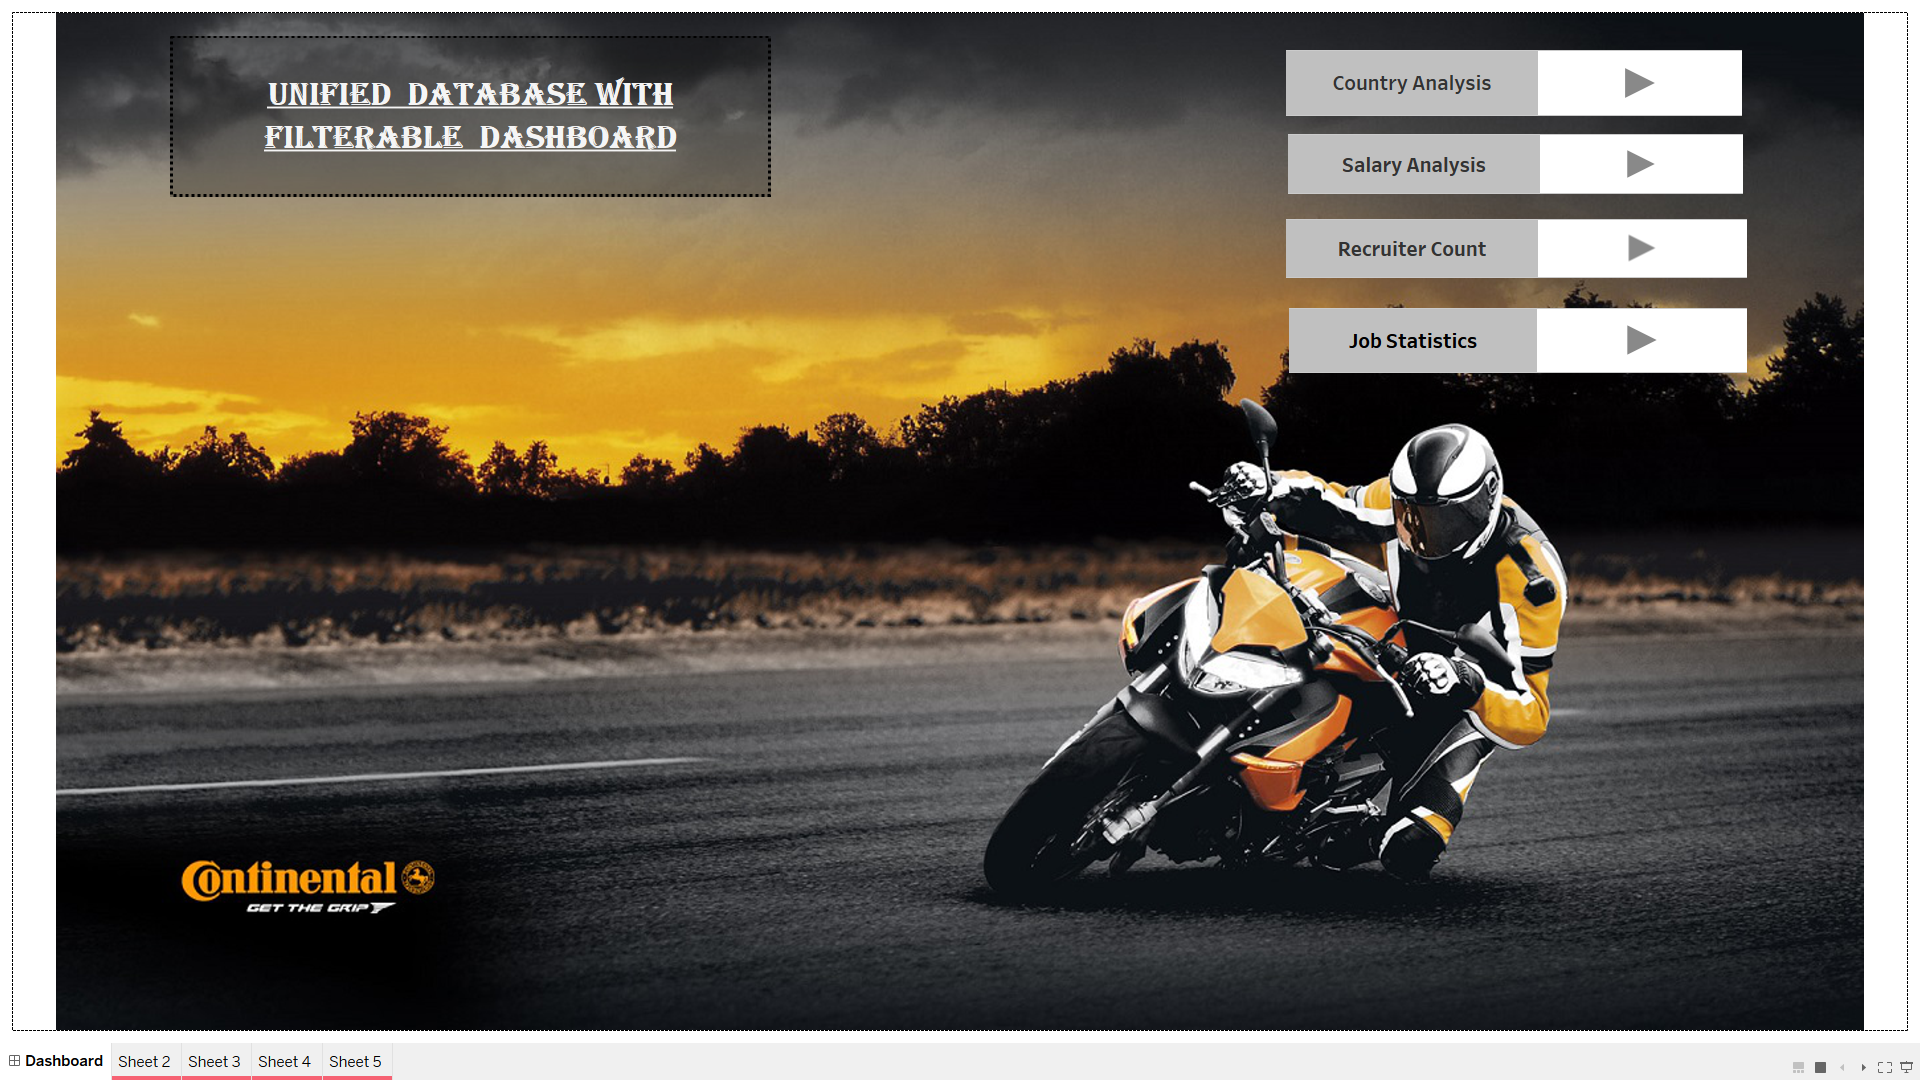 UNIFIED DATABASE WITH
FILTERABLE DASHBOARD
Country Analysis
Salary Analysis
Recruiter Count
Job Statistics
Continental
GET THE GRIP
Dashboard
Sheet 2
Sheet 3
Sheet 4
Sheet 5